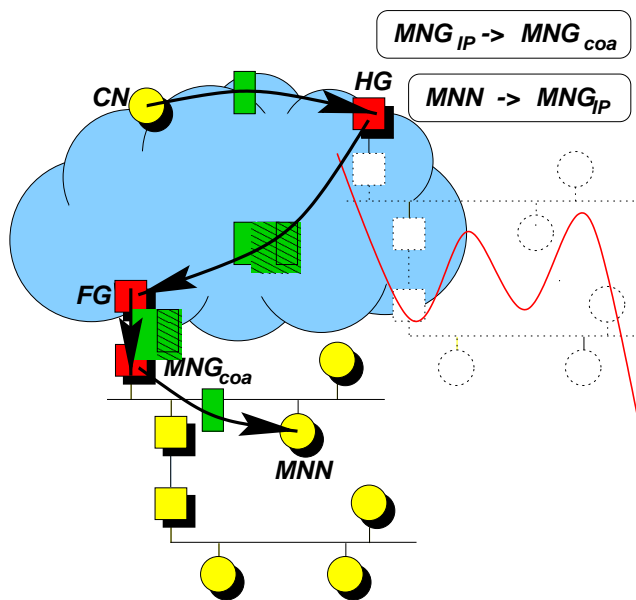 MNG IP -> MNG coa
MNN -> MNG IP
CN
HG
FG
MNG coa
MNN